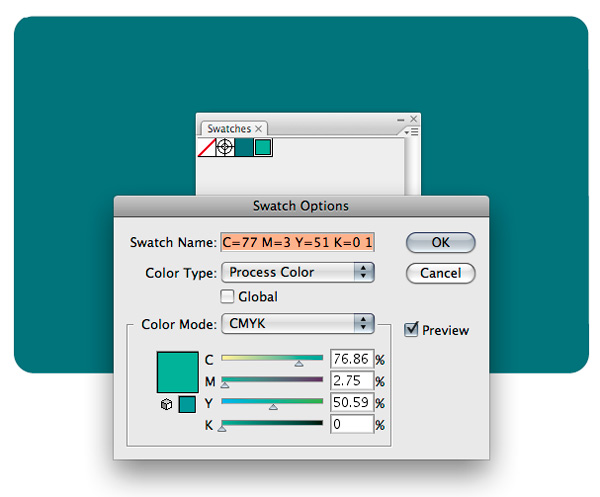 Swatches
Swatch Options
Swatch Name: C=77 M=3 Y=51 K=0 1
OK
Color Type: Process Color
Cancel
Global
Color Mode: CMYK
Preview
C 76.86 %
M 2.75 %
Y 50.59 %
K 0 %